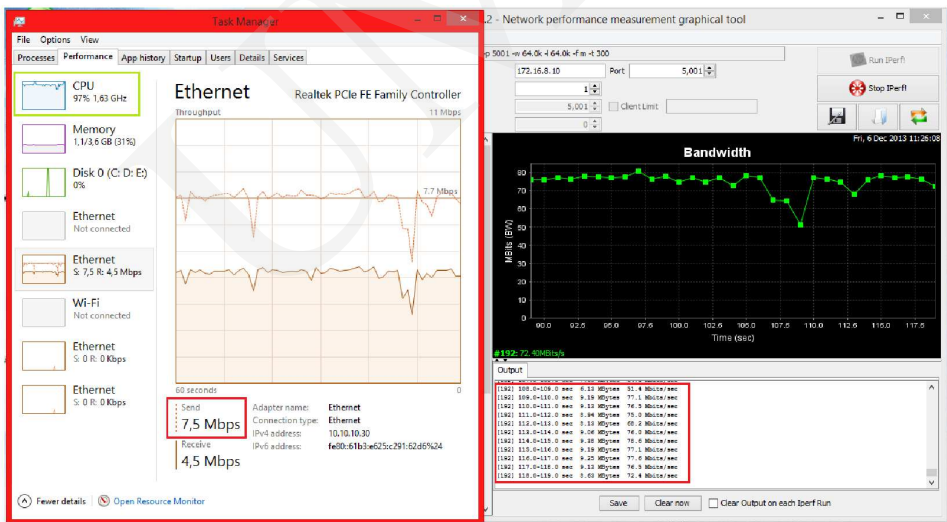 Task Manager
File Options View
Processes Performance App history Startup Users Details Services
CPU
97% 1,63 GHz
Memory
1,1/3,6 GB (31%)
Disk 0 (C: D: E:)
0%
Ethernet
Not connected
Ethernet
S: 7,5 R: 4,5 Mbps
Wi-Fi
Not connected
Ethernet
S: 0 R: 0 Kbps
Ethernet
S: 0 R: 0 Kbps
Ethernet Realtek PCIe FE Family Controller
Throughput 11 Mbps
7.7 Mbps
60 seconds 0
Send
7,5 Mbps
Receive
4,5 Mbps
Adapter name: Ethernet
Connection type: Ethernet
IPv4 address: 10.10.10.30
IPv6 address: fe80::61b3:e625:c291:62d6%24
Fewer details Open Resource Monitor
.2 - Network performance measurement graphical tool
5001 -w 64.0k -l 64.0k -f m -t 300
172.16.8.10 Port 5,001
1
5,001 Client Limit
0
Run IPerf!
Stop IPerf!
Fri, 6 Dec 2013 11:26:08
Bandwidth
MBits (BW)
80
70
60
50
40
30
20
10
0
90.0 92.5 95.0 97.5 100.0 102.5 105.0 107.5 110.0 112.5 115.0 117.5
Time (sec)
#192: 72.40MBits/s
Output
[192] 108.0-109.0 sec 6.13 MBytes 51.4 Mbits/sec
[192] 109.0-110.0 sec 9.19 MBytes 77.1 Mbits/sec
[192] 110.0-111.0 sec 9.13 MBytes 76.5 Mbits/sec
[192] 111.0-112.0 sec 8.94 MBytes 75.0 Mbits/sec
[192] 112.0-113.0 sec 8.13 MBytes 68.2 Mbits/sec
[192] 113.0-114.0 sec 9.06 MBytes 76.0 Mbits/sec
[192] 114.0-115.0 sec 9.38 MBytes 78.6 Mbits/sec
[192] 115.0-116.0 sec 9.19 MBytes 77.1 Mbits/sec
[192] 116.0-117.0 sec 9.25 MBytes 77.6 Mbits/sec
[192] 117.0-118.0 sec 9.13 MBytes 76.5 Mbits/sec
[192] 118.0-119.0 sec 8.63 MBytes 72.4 Mbits/sec
Save Clear now Clear Output on each Iperf Run